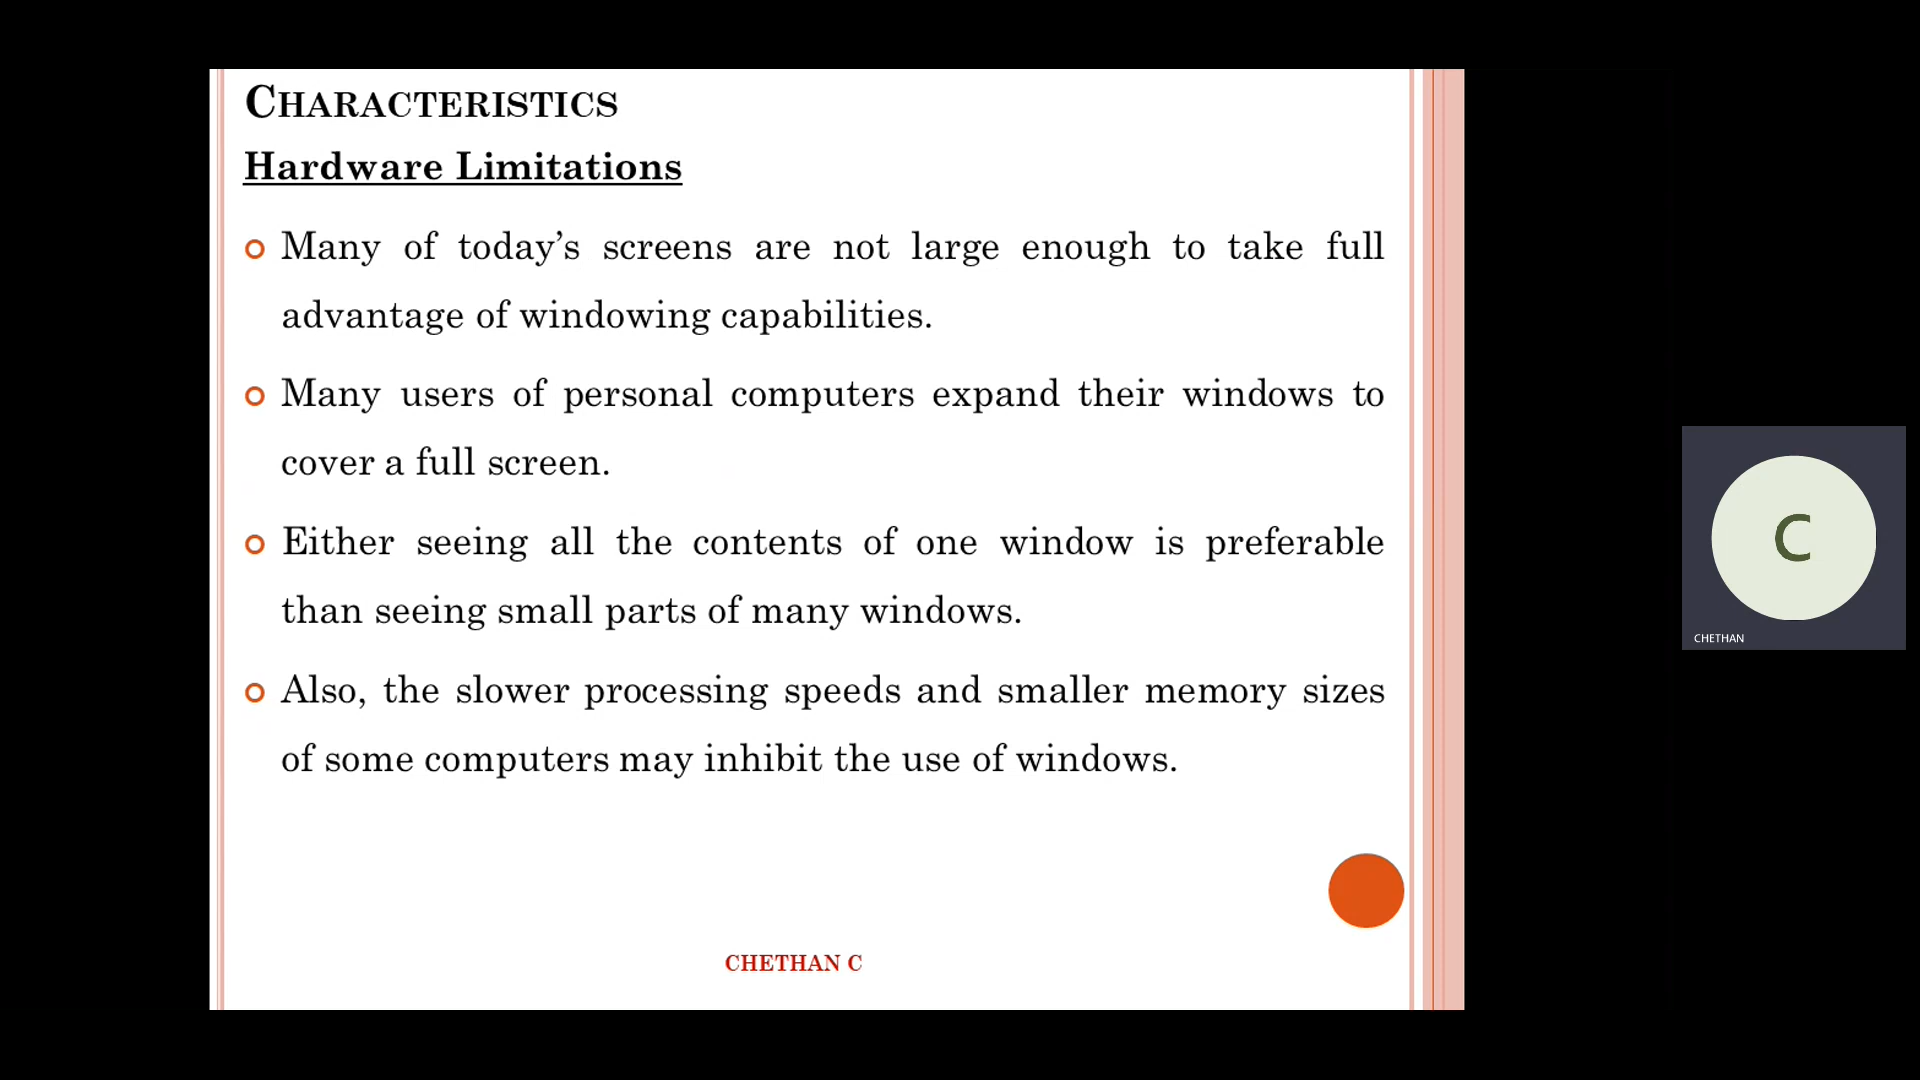 CHARACTERISTICS
Hardware Limitations
Many of today’s screens are not large enough to take full
advantage of windowing capabilities.
Many users of personal computers expand their windows to
cover a full screen.
Either seeing all the contents of one window is preferable
than seeing small parts of many windows.
Also, the slower processing speeds and smaller memory sizes
of some computers may inhibit the use of windows.
CHETHAN C
C
CHETHAN